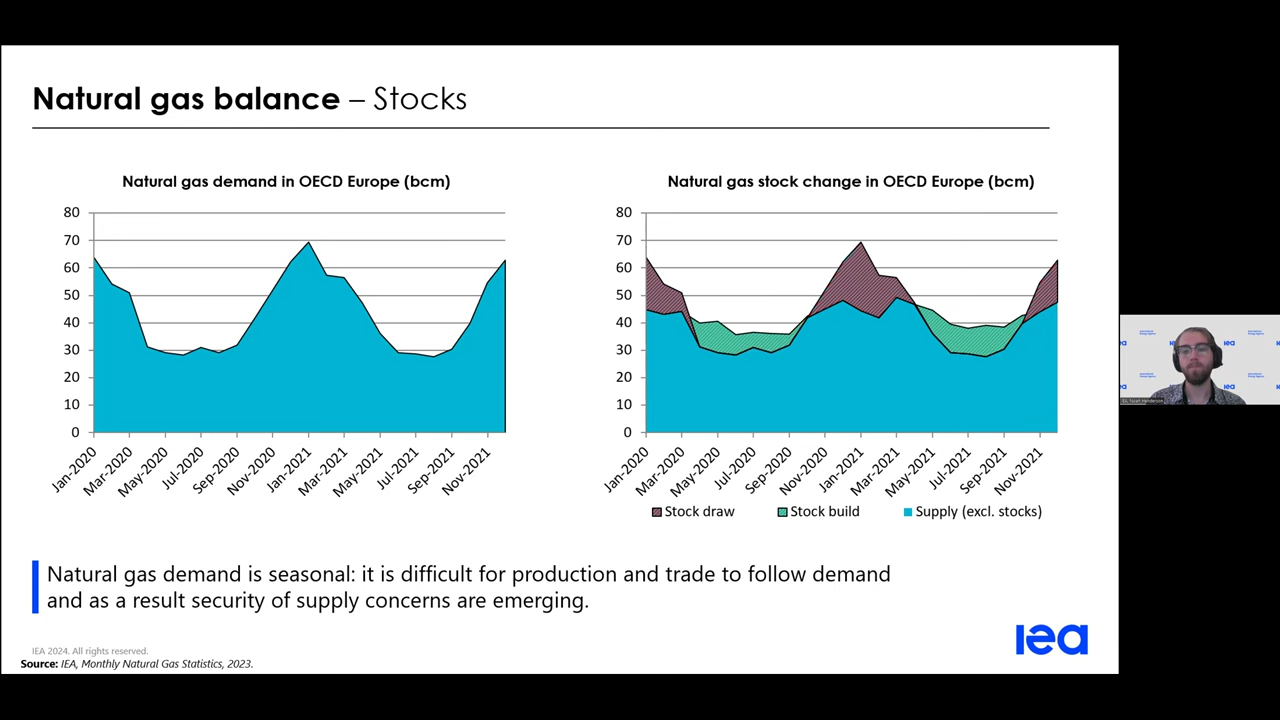 Natural gas balance – Stocks
Natural gas demand in OECD Europe (bcm)
80
70
60
50
40
30
20
10
0
Jan-2020
Mar-2020
May-2020
Jul-2020
Sep-2020
Nov-2020
Jan-2021
Mar-2021
May-2021
Jul-2021
Sep-2021
Nov-2021
Natural gas stock change in OECD Europe (bcm)
80
70
60
50
40
30
20
10
0
Jan-2020
Mar-2020
May-2020
Jul-2020
Sep-2020
Nov-2020
Jan-2021
Mar-2021
May-2021
Jul-2021
Sep-2021
Nov-2021
Stock draw
Stock build
Supply (excl. stocks)
Natural gas demand is seasonal: it is difficult for production and trade to follow demand
and as a result security of supply concerns are emerging.
iea
IEA 2024. All rights reserved.
Source: IEA, Monthly Natural Gas Statistics, 2023.
iea